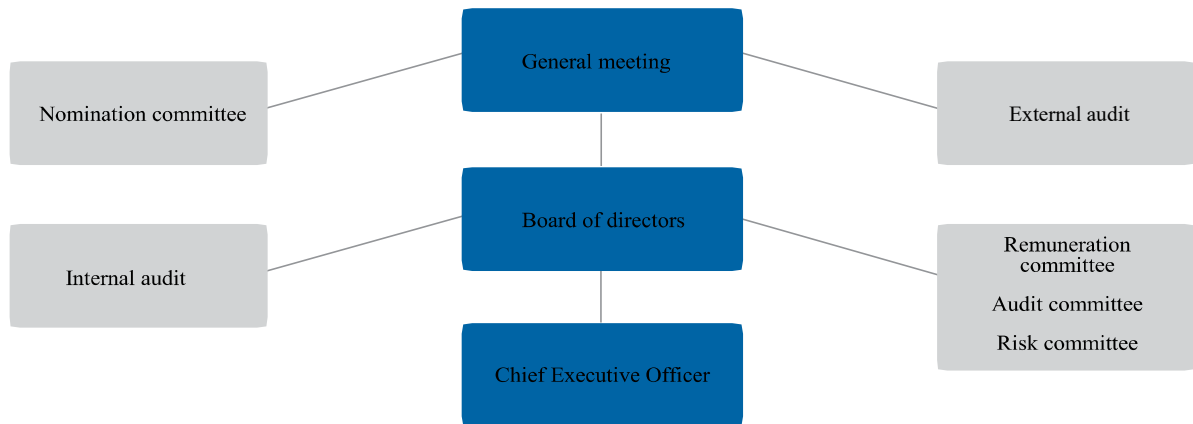 General meeting
Nomination committee
External audit
Board of directors
Internal audit
Remuneration
committee
Audit committee
Risk committee
Chief Executive Officer